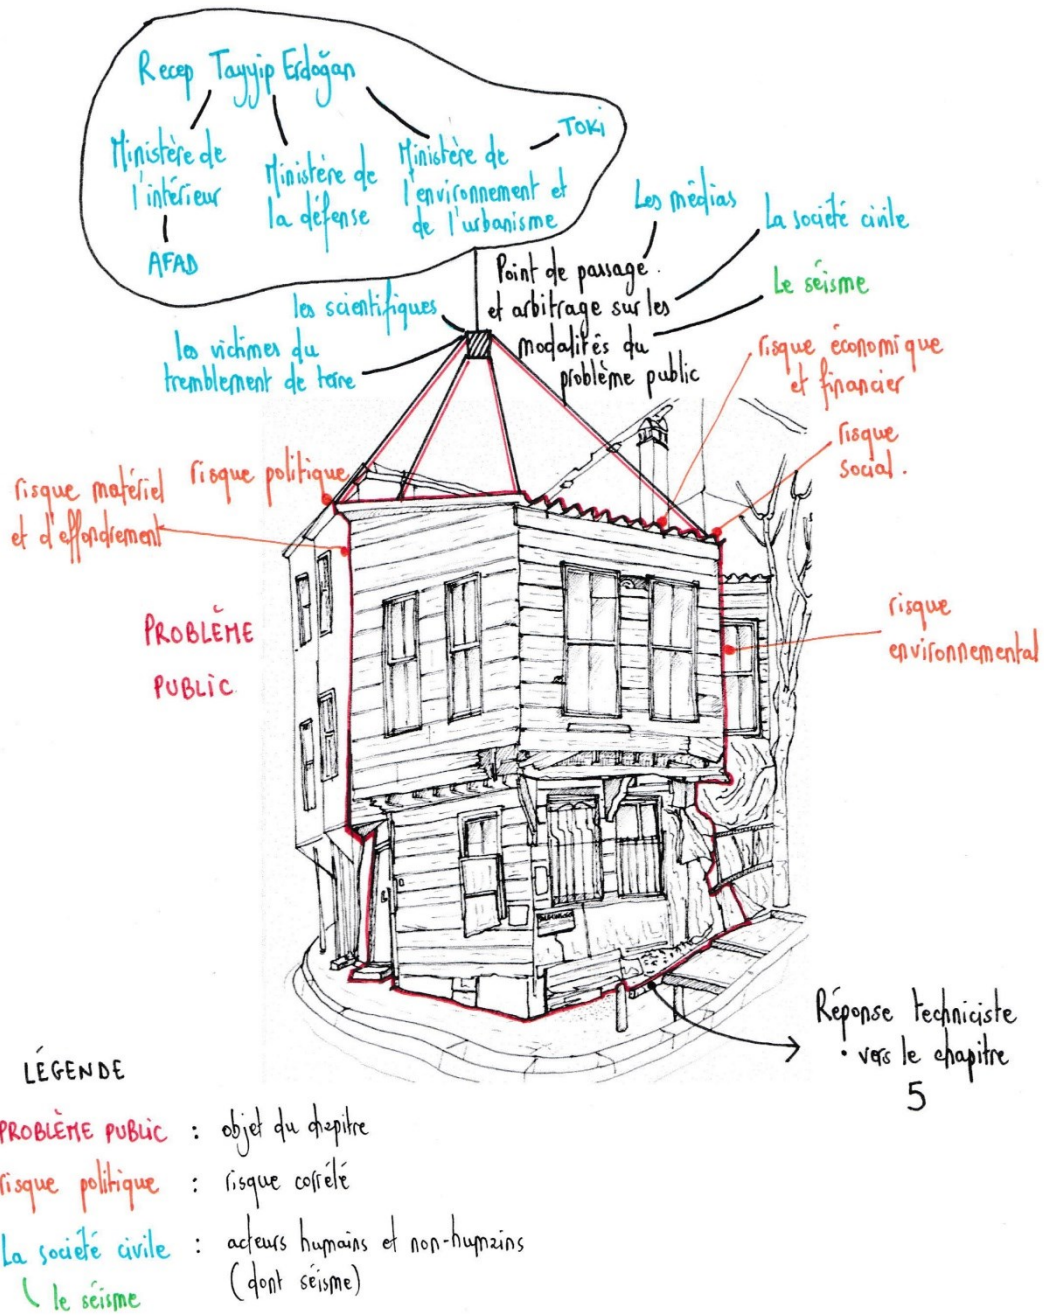 Recep Tayyip Erdoğan
Ministère de
l'intérieur
AFAD
Ministère de
la défense
Ministère de
l'environnement et
de l'urbanisme
TOKi
Les médias
La société civile
Le séisme
Point de passage
et arbitrage sur les
modalités du
problème public
les scientifiques
les victimes du
tremblement de terre
risque économique
et financier
risque
social.
risque politique
risque matériel
et d'effondrement
PROBLÈME
PUBLIC
risque
environnemental
Réponse techniciste
· vers le chapitre
5
LÉGENDE
PROBLÈME PUBLIC : objet du chapitre
risque politique : risque corrélé
La société civile : acteurs humains et non-humains
le séisme (dont séisme)